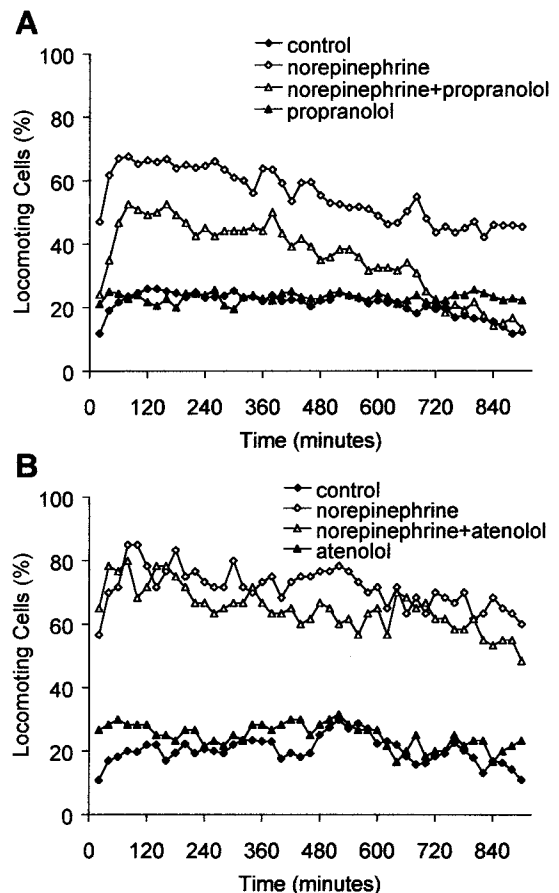 A
control
norepinephrine
norepinephrine+propranolol
propranolol
100
80
60
40
20
0
Locomoting Cells (%)
0 120 240 360 480 600 720 840
Time (minutes)
B
control
norepinephrine
norepinephrine+atenolol
atenolol
100
80
60
40
20
0
Locomoting Cells (%)
0 120 240 360 480 600 720 840
Time (minutes)